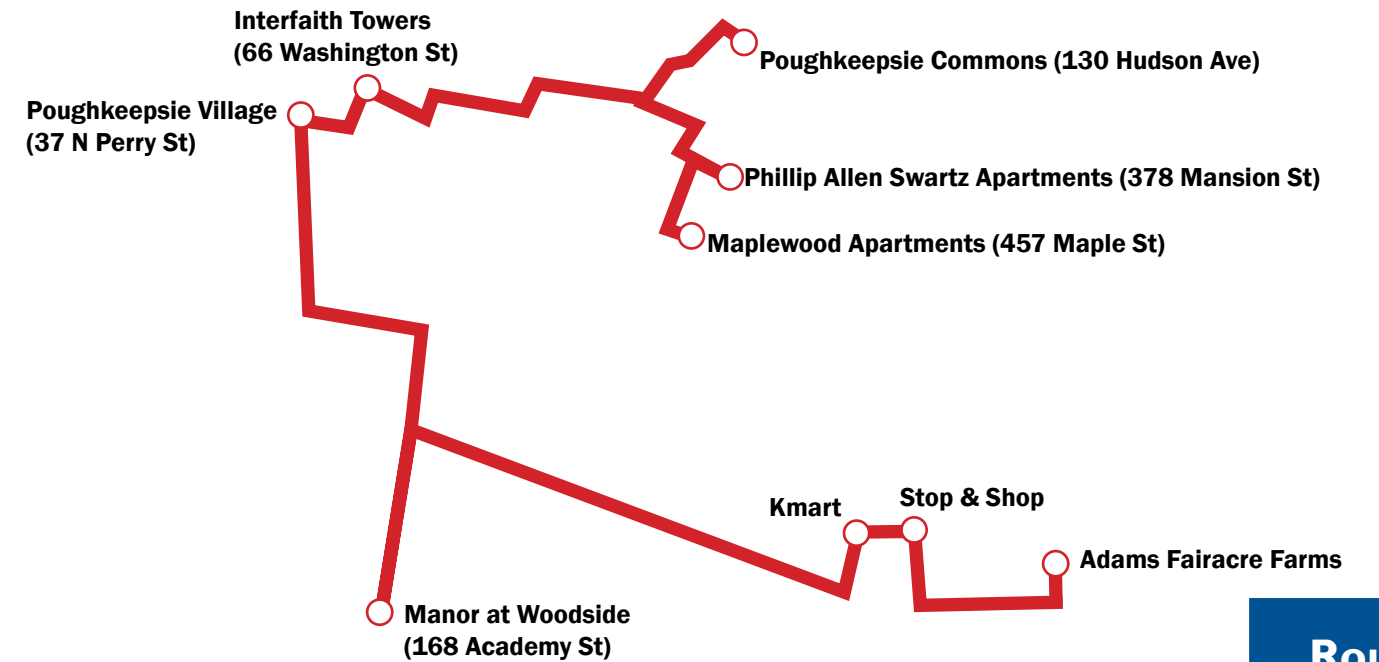 Interfaith Towers
(66 Washington St)
Poughkeepsie Commons (130 Hudson Ave)
Poughkeepsie Village
(37 N Perry St)
Phillip Allen Swartz Apartments (378 Mansion St)
Maplewood Apartments (457 Maple St)
Kmart
Stop & Shop
Adams Fairacre Farms
Manor at Woodside
(168 Academy St)